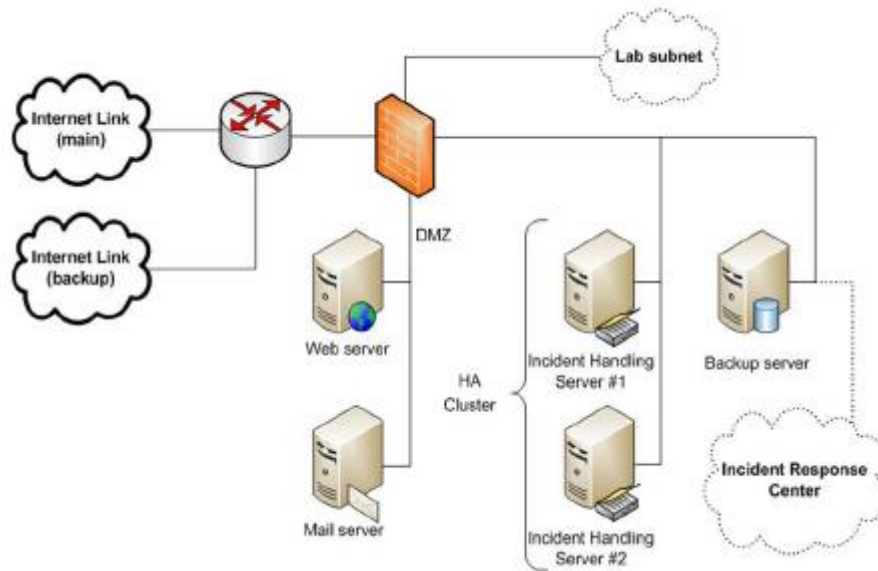 Lab subnet
Internet Link
(main)
Internet Link
(backup)
DMZ
Web server
Mail server
HA
Cluster
Incident Handling
Server #1
Incident Handling
Server #2
Backup server
Incident Response
Center